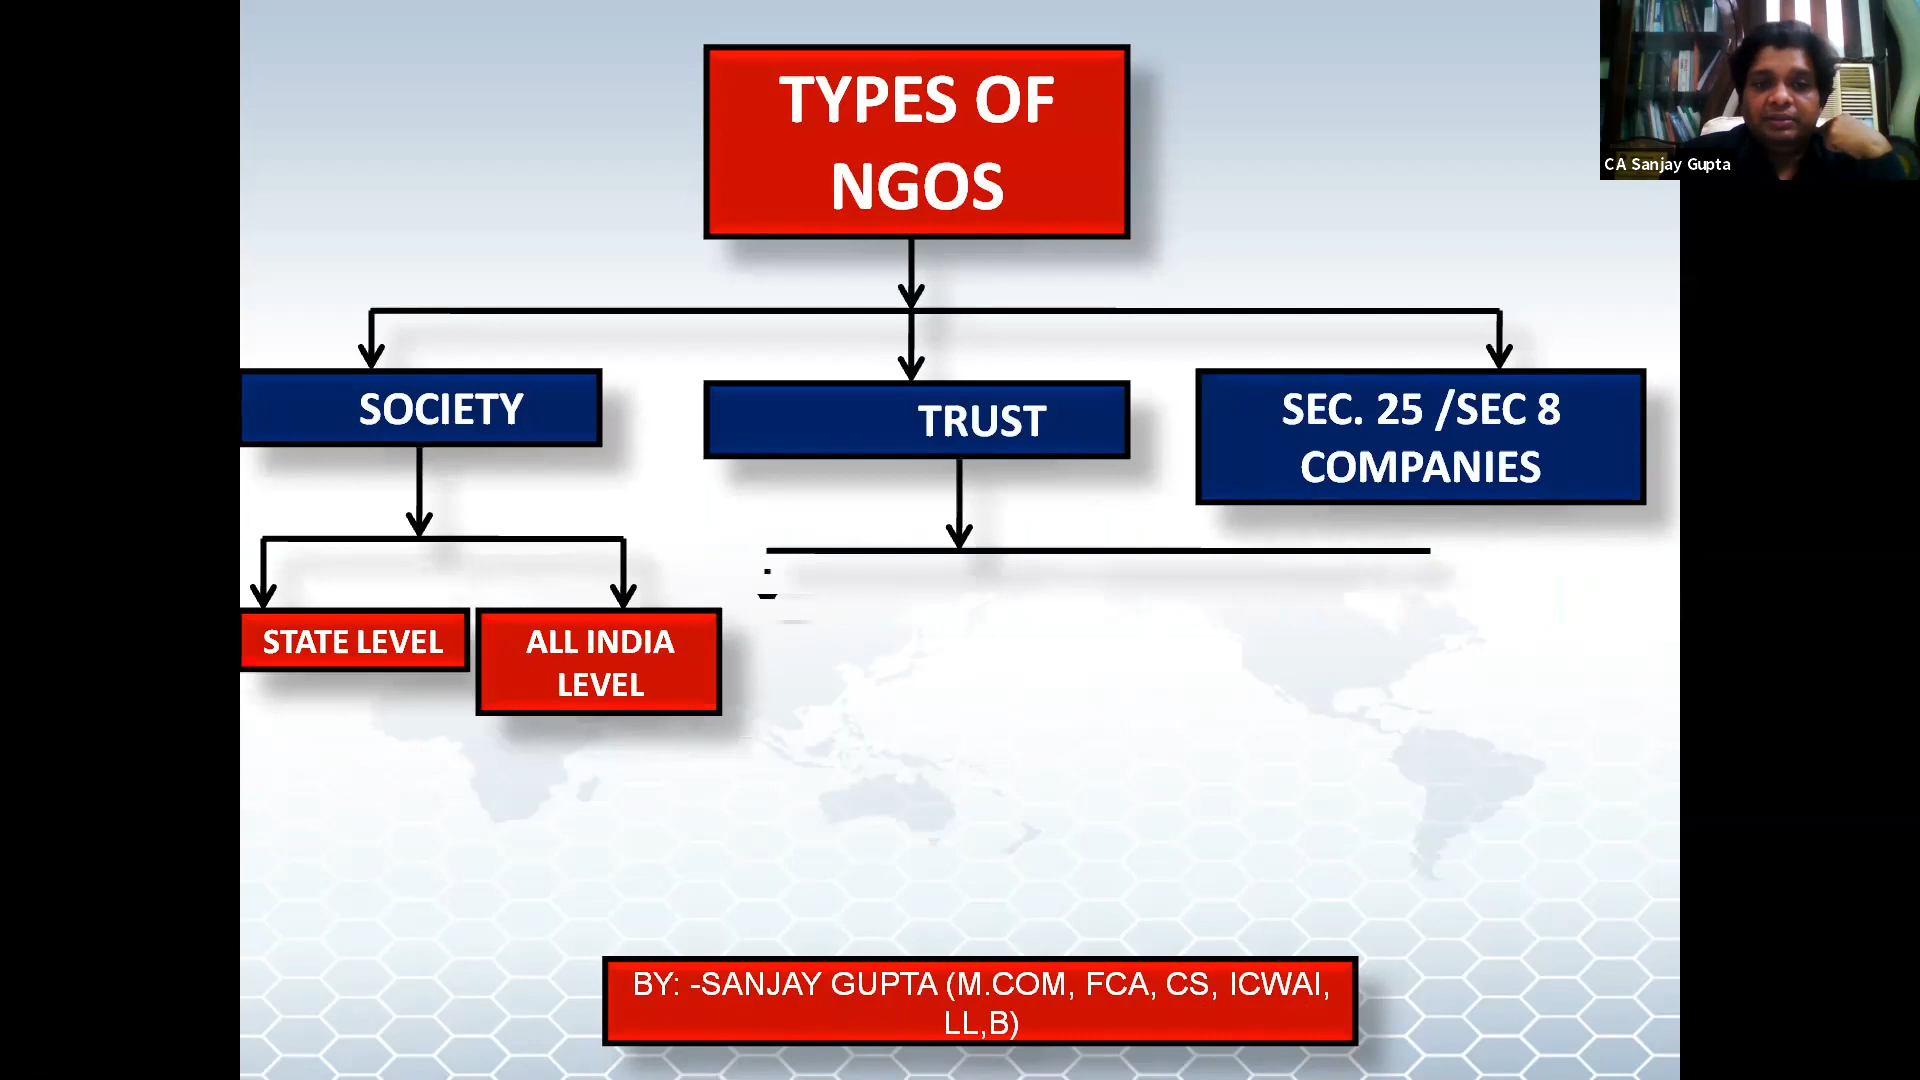 TYPES OF
NGOS
CA Sanjay Gupta
SOCIETY
TRUST
SEC. 25 /SEC 8
COMPANIES
STATE LEVEL
ALL INDIA
LEVEL
BY: -SANJAY GUPTA (M.COM, FCA, CS, ICWAI,
LL,B)